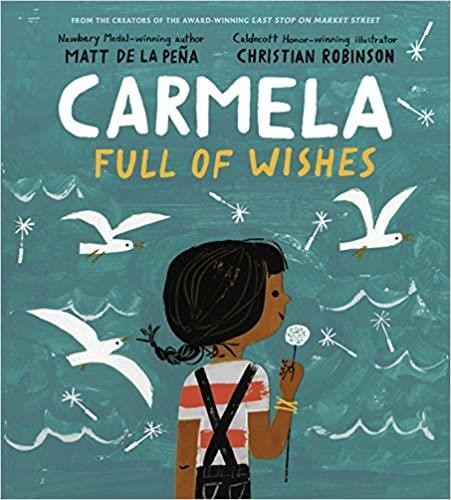 FROM THE CREATORS OF THE AWARD-WINNING LAST STOP ON MARKET STREET
Newbery Medal-winning author
MATT DE LA PEÑA
Caldecott Honor-winning illustrator
CHRISTIAN ROBINSON
CARMELA
FULL OF WISHES